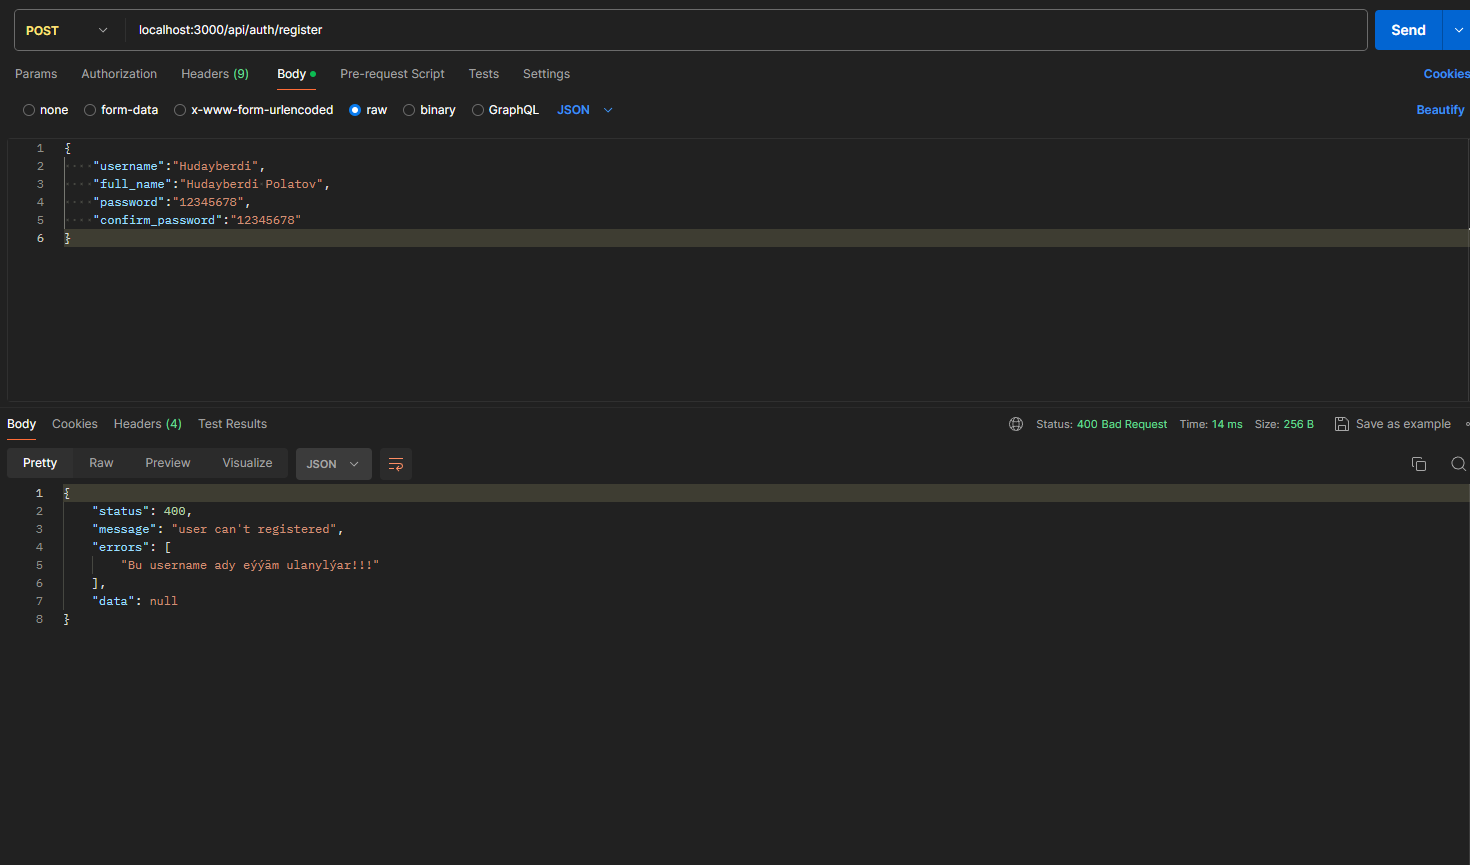 POST localhost:3000/api/auth/register Send
Params Authorization Headers (9) Body Pre-request Script Tests Settings Cookies
none form-data x-www-form-urlencoded raw binary GraphQL JSON Beautify
1 {
2 "username":"Hudayberdi",
3 "full_name":"Hudayberdi Polatov",
4 "password":"12345678",
5 "confirm_password":"12345678"
6 }
Body Cookies Headers (4) Test Results Status: 400 Bad Request Time: 14 ms Size: 256 B Save as example
Pretty Raw Preview Visualize JSON
1 {
2 "status": 400,
3 "message": "user can't registered",
4 "errors": [
5 "Bu username ady eýýäm ulanylýar!!!"
6 ],
7 "data": null
8 }